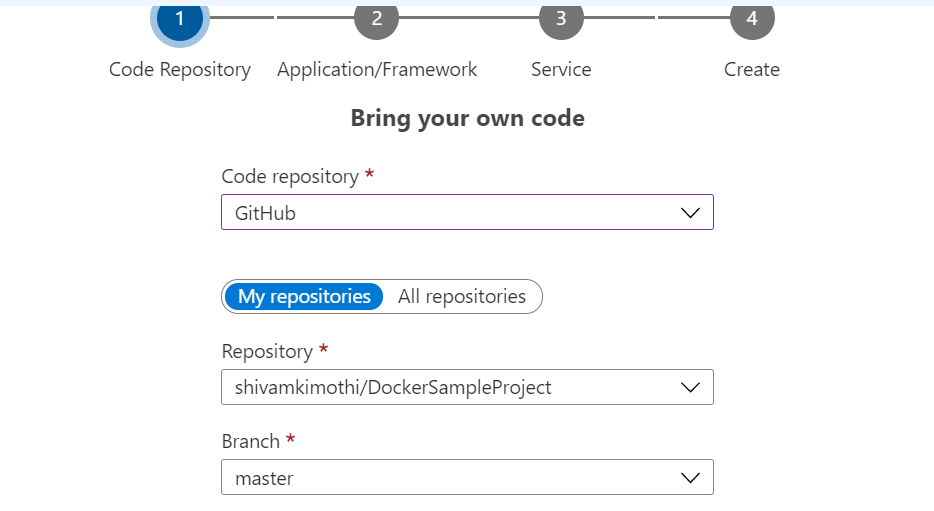 1 2 3 4
Code Repository Application/Framework Service Create
Bring your own code
Code repository *
GitHub
My repositories All repositories
Repository *
shivamkimothi/DockerSampleProject
Branch *
master